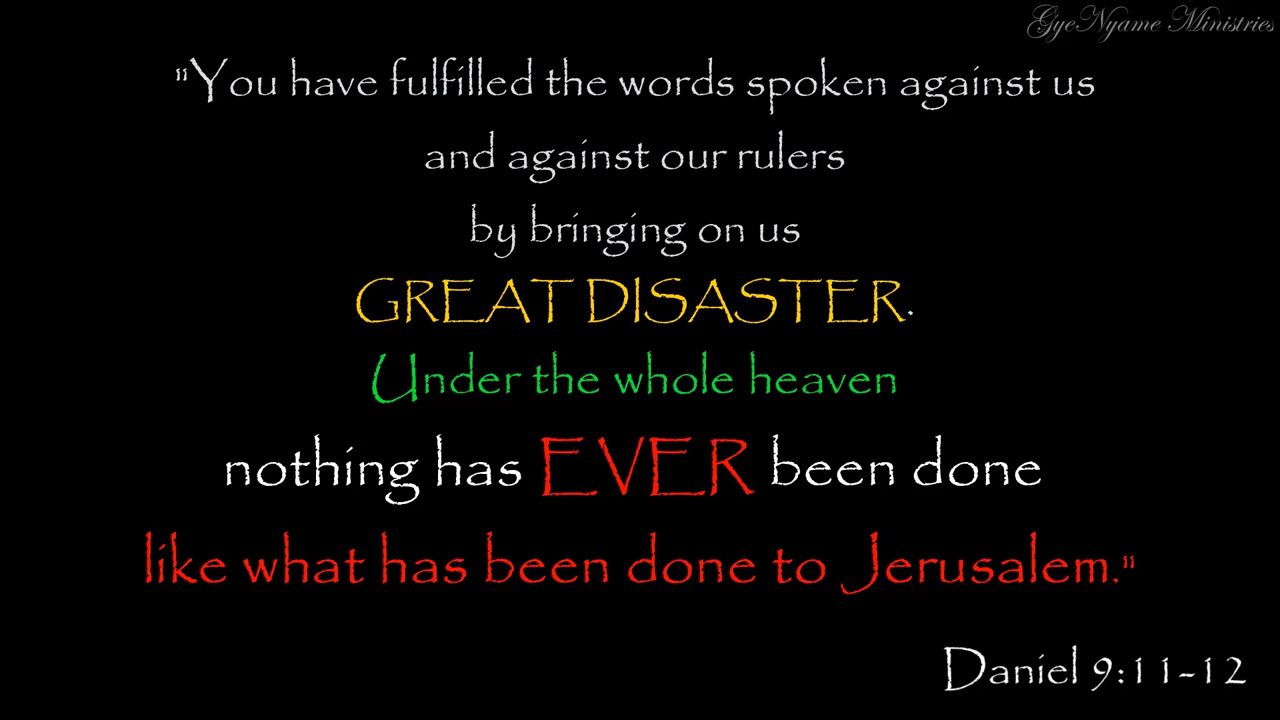 GyeNyame Ministries
"You have fulfilled the words spoken against us
and against our rulers
by bringing on us
GREAT DISASTER.
Under the whole heaven
nothing has EVER been done
like what has been done to Jerusalem."
Daniel 9:11-12